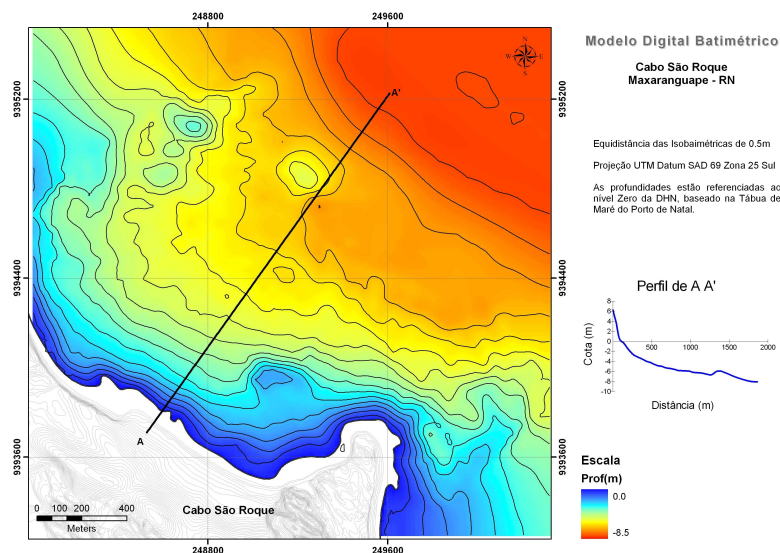 248800
249600
Modelo Digital Batimétrico
Cabo São Roque
Maxaranguape - RN
N
W
E
S
9395200
9395200
A'
Equidistância das Isobaimétricas de 0.5m
Projeção UTM Datum SAD 69 Zona 25 Sul
As profundidades estão referenciadas ao
nível Zero da DHN, baseado na Tábua de
Maré do Porto de Natal.
9394400
9394400
Perfil de A A'
8
6
4
2
0
-2
-4
-6
-8
-10
500
1000
1500
2000
Cota (m)
Distância (m)
A
9393600
9393600
Escala
Prof(m)
0.0
-8.5
0 100 200 400
Meters
Cabo São Roque
248800
249600